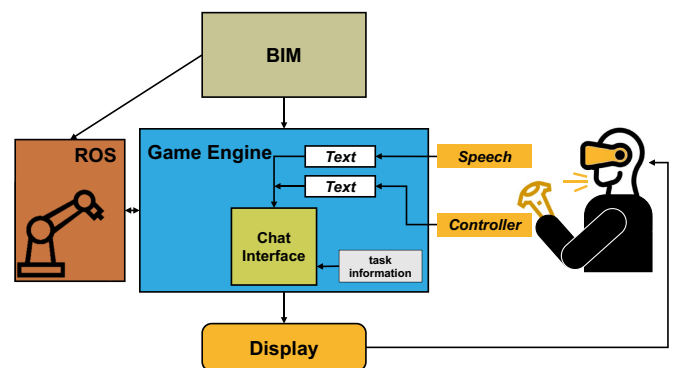 BIM
ROS
Game Engine
Text
Speech
Text
Controller
Chat
Interface
task
information
Display